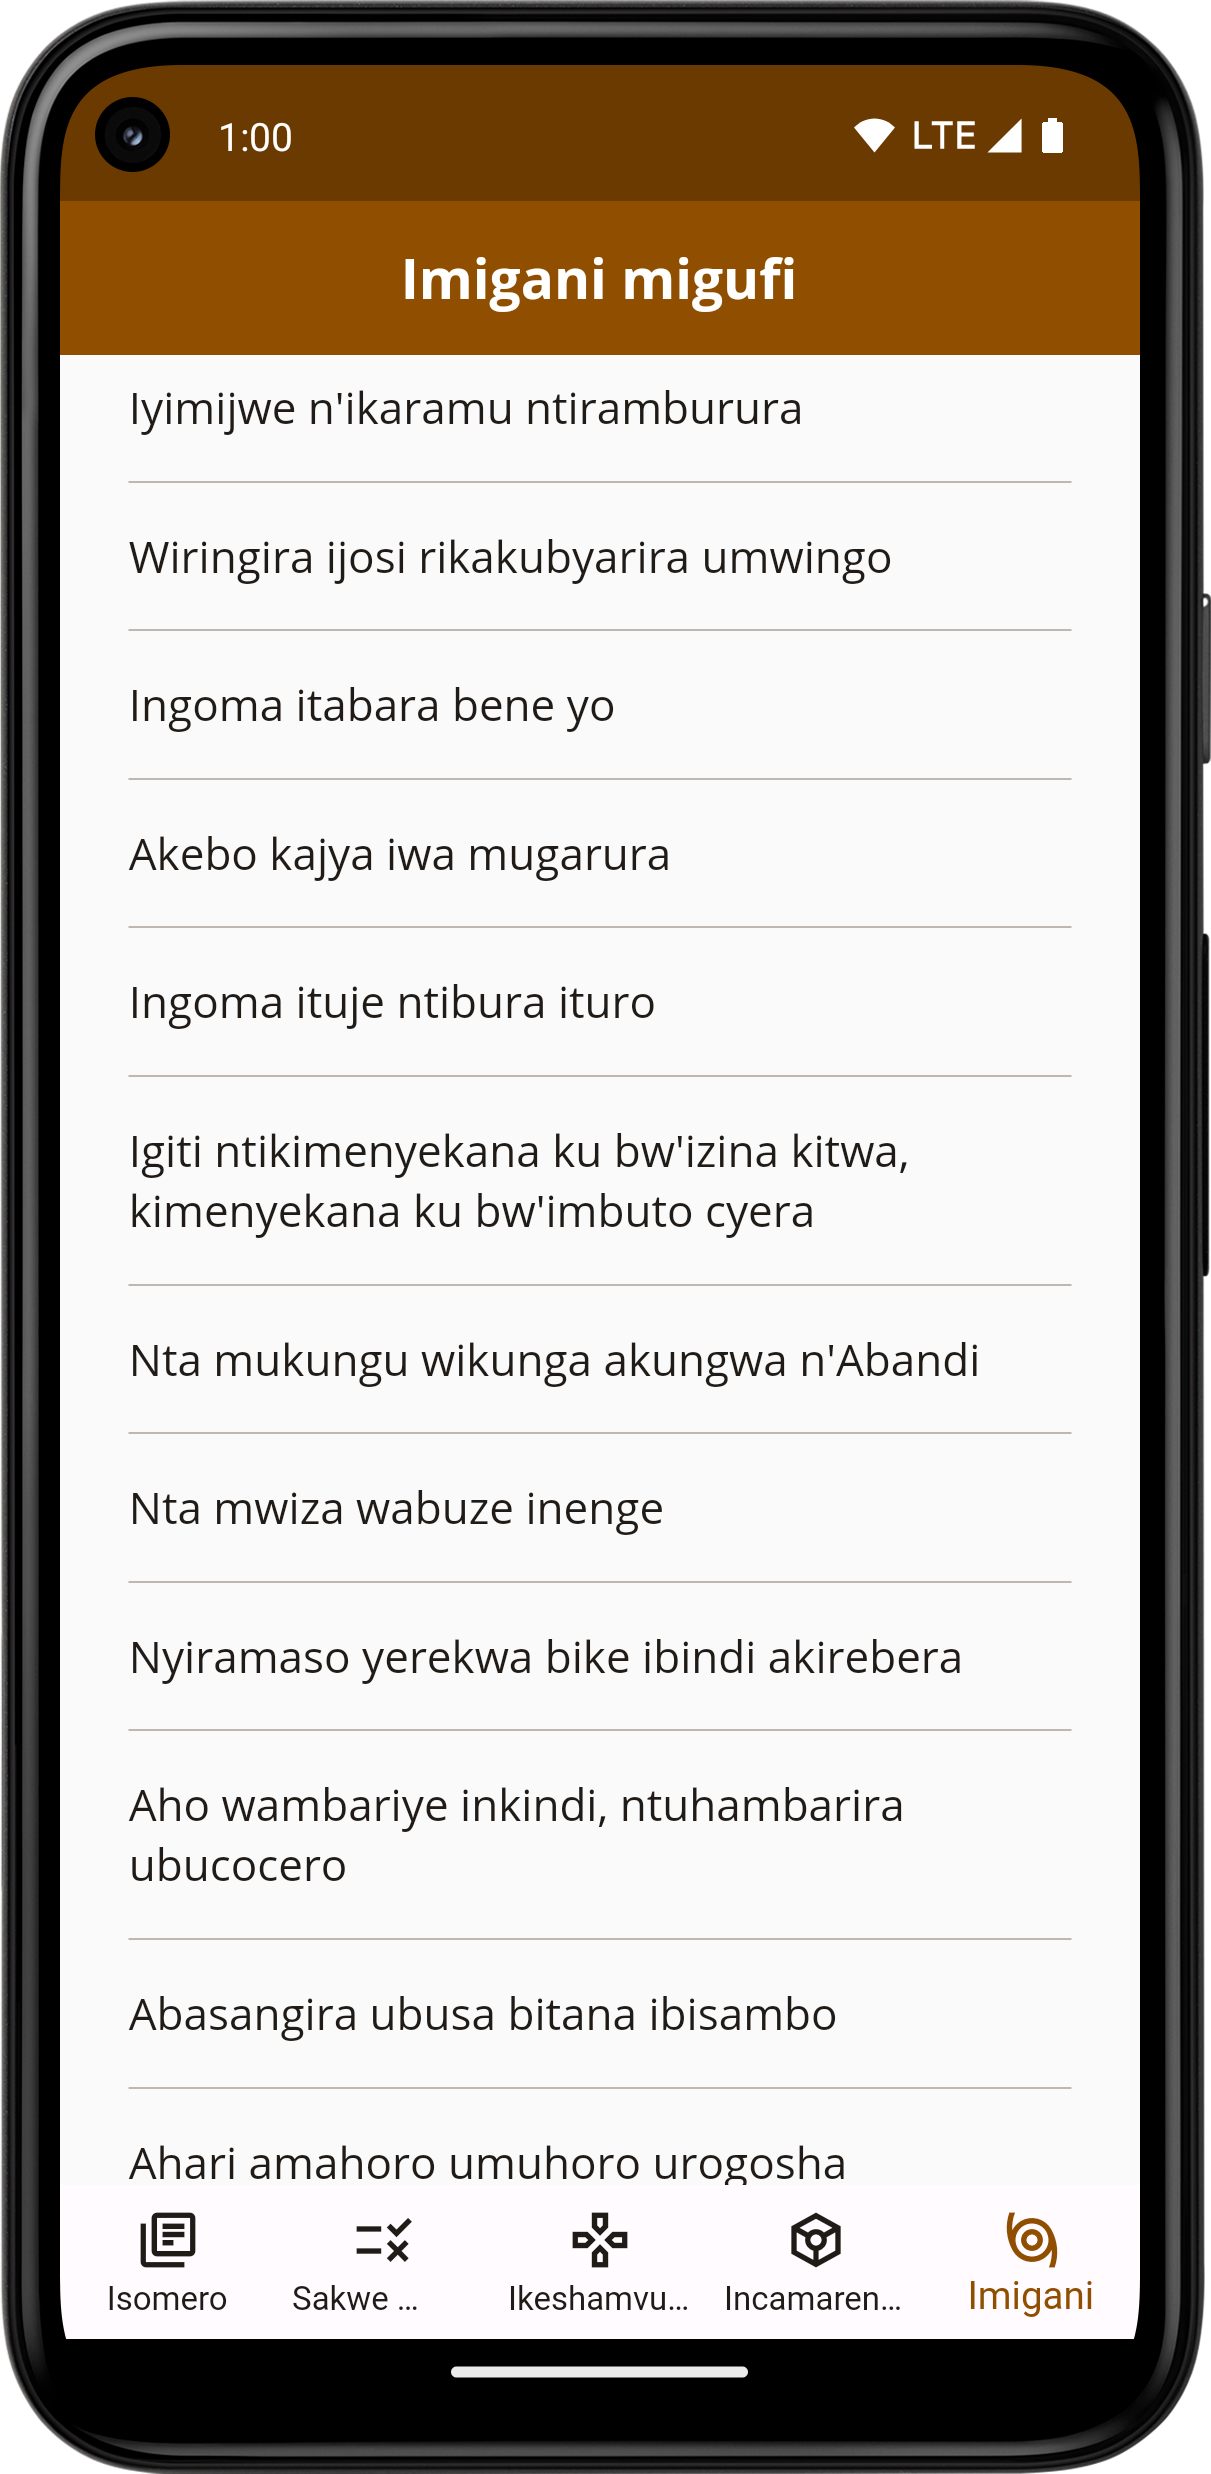 1:00
LTE
Imigani migufi
Iyimijwe n'ikaramu ntiramburura
Wiringira ijosi rikakubyarira umwingo
Ingoma itabara bene yo
Akebo kajya iwa mugarura
Ingoma ituje ntibura ituro
Igiti ntikimenyekana ku bw'izina kitwa,
kimenyekana ku bw'imbuto cyera
Nta mukungu wikunga akungwa n'Abandi
Nta mwiza wabuze inenge
Nyiramaso yerekwa bike ibindi akirebera
Aho wambariye inkindi, ntuhambarira
ubucocero
Abasangira ubusa bitana ibisambo
Ahari amahoro umuhoro urogosha
Isomero
Sakwe ...
Ikeshamvu...
Incamaren...
Imigani